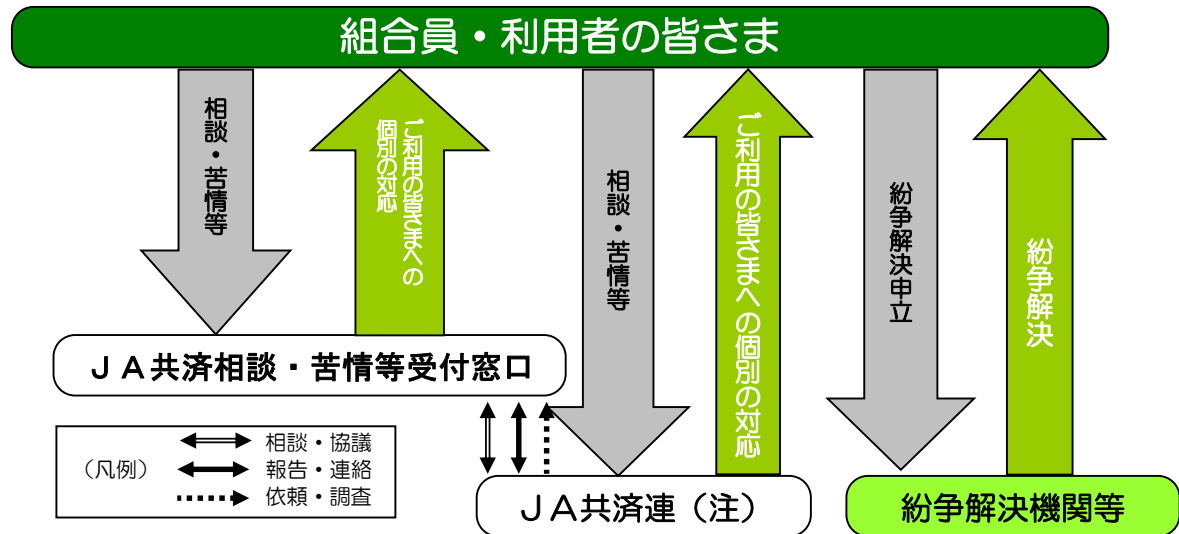 組合員・利用者の皆さま
相談・苦情等
ご利用の皆さまへの
個別の対応
相談・苦情等
ご利用の皆さまへの個別の対応
紛争解決申立
紛争解決
ＪＡ共済相談・苦情等受付窓口
（凡例）
相談・協議
報告・連絡
依頼・調査
ＪＡ共済連（注）
紛争解決機関等